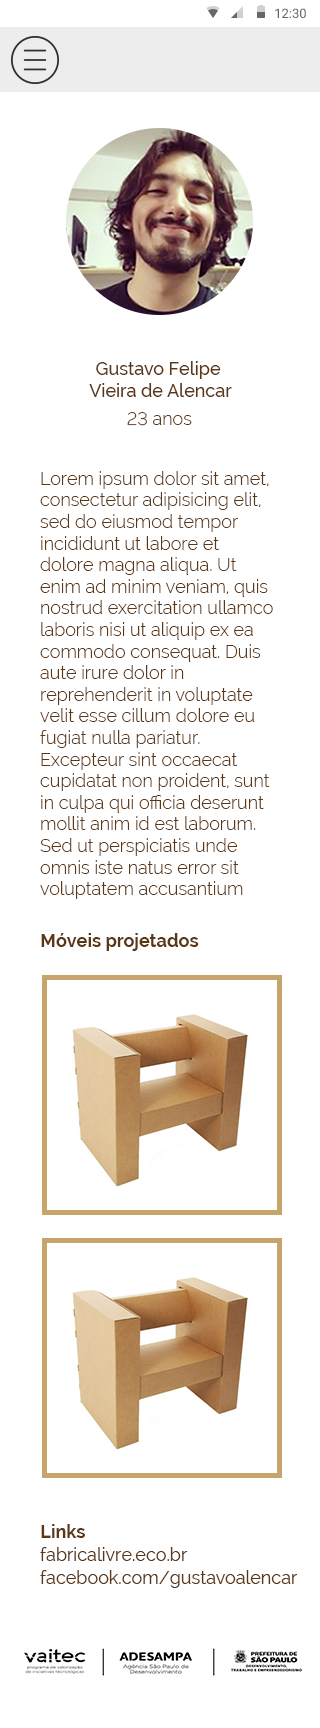 12:30
Gustavo Felipe
Vieira de Alencar
23 anos
Lorem ipsum dolor sit amet,
consectetur adipisicing elit,
sed do eiusmod tempor
incididunt ut labore et
dolore magna aliqua. Ut
enim ad minim veniam, quis
nostrud exercitation ullamco
laboris nisi ut aliquip ex ea
commodo consequat. Duis
aute irure dolor in
reprehenderit in voluptate
velit esse cillum dolore eu
fugiat nulla pariatur.
Excepteur sint occaecat
cupidatat non proident, sunt
in culpa qui officia deserunt
mollit anim id est laborum.
Sed ut perspiciatis unde
omnis iste natus error sit
voluptatem accusantium
Móveis projetados
Links
fabricalivre.eco.br
facebook.com/gustavoalencar
vaitec
programa de valorização
de iniciativas tecnológicas
ADESAMPA
Agência São Paulo de
Desenvolvimento
PREFEITURA DE
SÃO PAULO
DESENVOLVIMENTO,
TRABALHO E EMPREENDEDORISMO